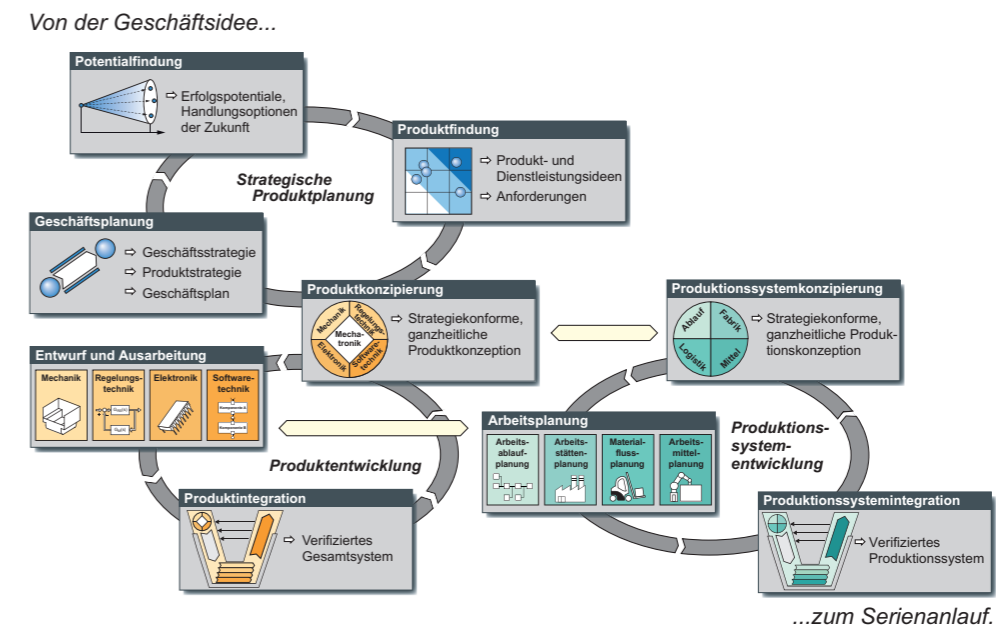 Von der Geschäftsidee...
Potentialfindung
⇨ Erfolgspotentiale,
Handlungsoptionen
der Zukunft
Produktfindung
⇨ Produkt- und
Dienstleistungsideen
⇨ Anforderungen
Strategische
Produktplanung
Geschäftsplanung
⇨ Geschäftsstrategie
⇨ Produktstrategie
⇨ Geschäftsplan
Produktkonzipierung
Mechanik
Regelungs-
technik
Mecha-
tronik
Elektronik
Software-
technik
⇨ Strategiekonforme,
ganzheitliche
Produktkonzeption
Produktionssystemkonzipierung
Ablauf
Fabrik
Logistik
Mittel
⇨ Strategiekonforme,
ganzheitliche Produk-
tionskonzeption
Entwurf und Ausarbeitung
Mechanik
Regelungs-
technik
Elektronik
Software-
technik
Komponente A
Komponente B
Produktentwicklung
Arbeitsplanung
Arbeits-
ablauf-
planung
Arbeits-
stätten-
planung
Material-
fluss-
planung
Arbeits-
mittel-
planung
Produktions-
system-
entwicklung
Produktintegration
⇨ Verifiziertes
Gesamtsystem
Produktionssystemintegration
⇨ Verifiziertes
Produktionssystem
...zum Serienanlauf.